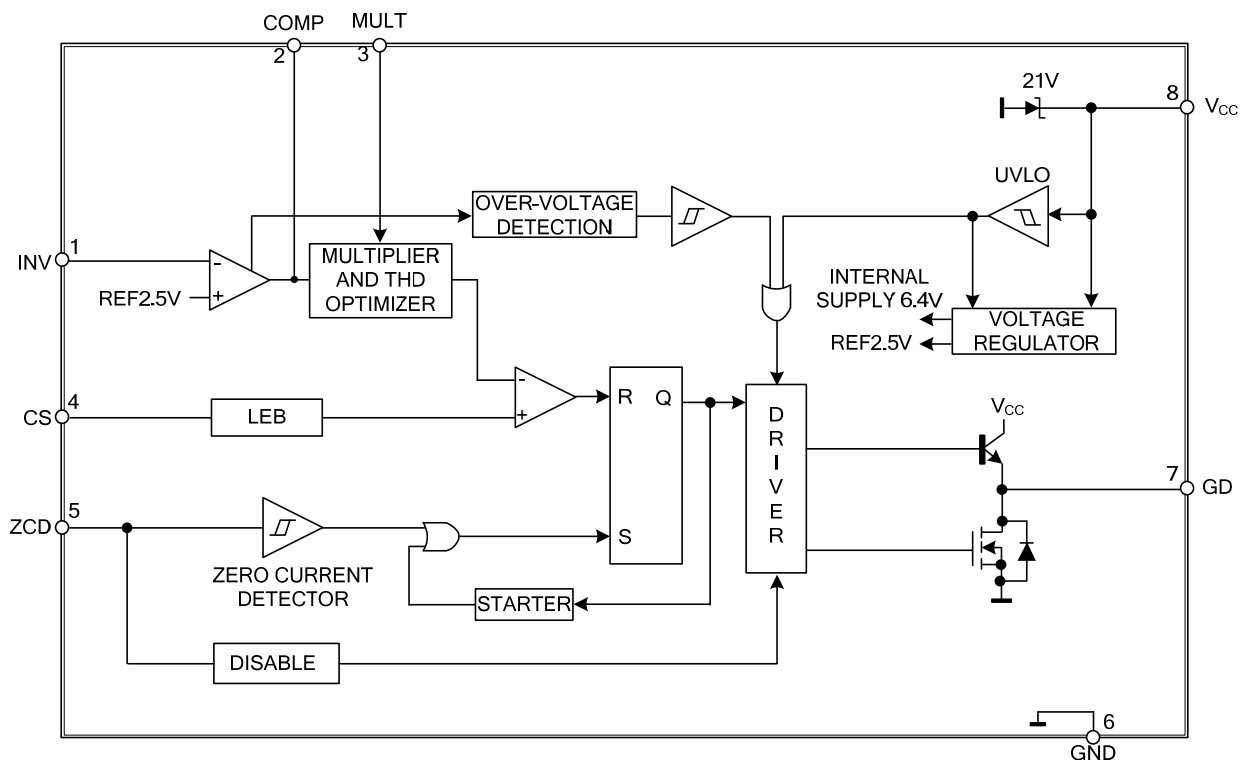 COMP
MULT
2
3
21V
8
VCC
UVLO
OVER-VOLTAGE
DETECTION
1
INV
REF2.5V
-
+
MULTIPLIER
AND THD
OPTIMIZER
INTERNAL
SUPPLY 6.4V
REF2.5V
VOLTAGE
REGULATOR
4
CS
LEB
-
+
R
Q
S
DRIVER
VCC
7
GD
5
ZCD
ZERO CURRENT
DETECTOR
STARTER
DISABLE
6
GND